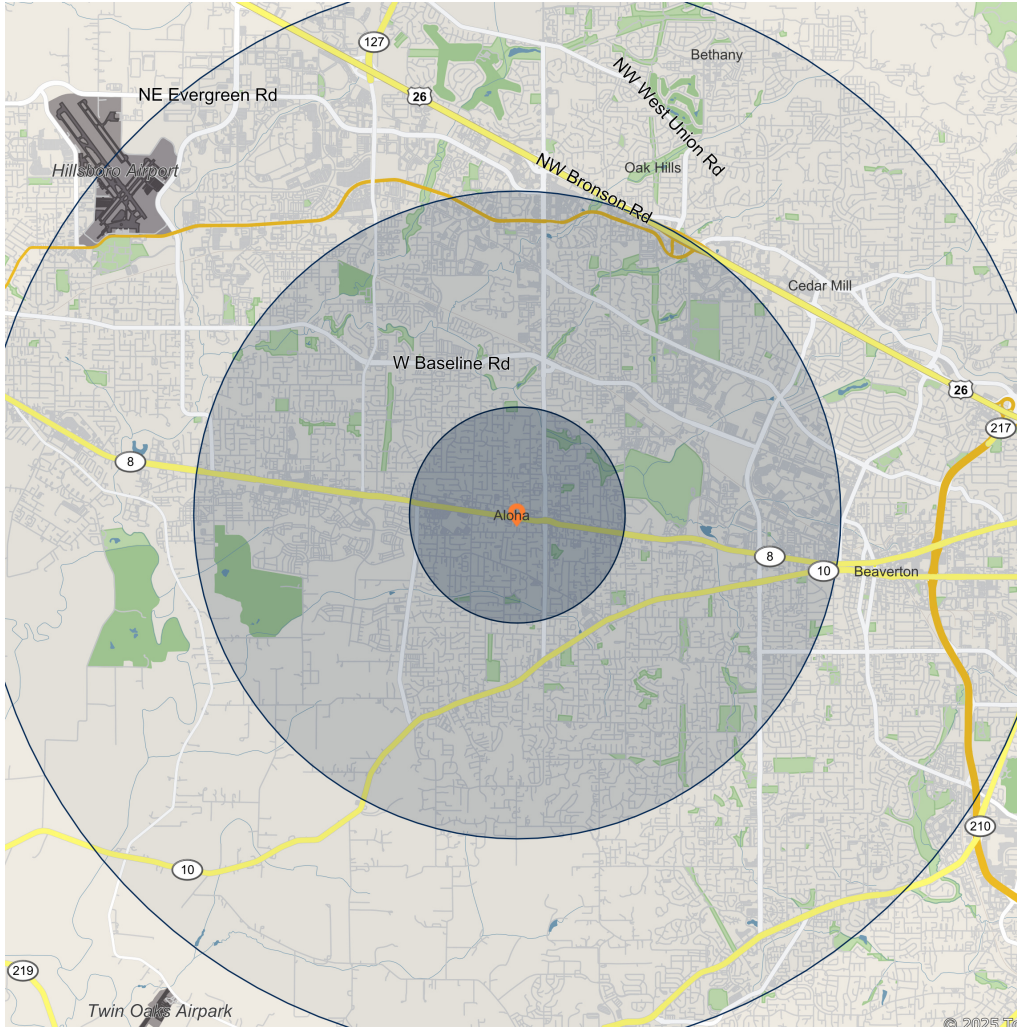 127
Bethany
NE Evergreen Rd
26
NW West Union Rd
Hillsboro Airport
Oak Hills
NW Bronson Rd
Cedar Mill
W Baseline Rd
26
217
8
Aloha
8
10
Beaverton
210
10
219
Twin Oaks Airpark
© 2025